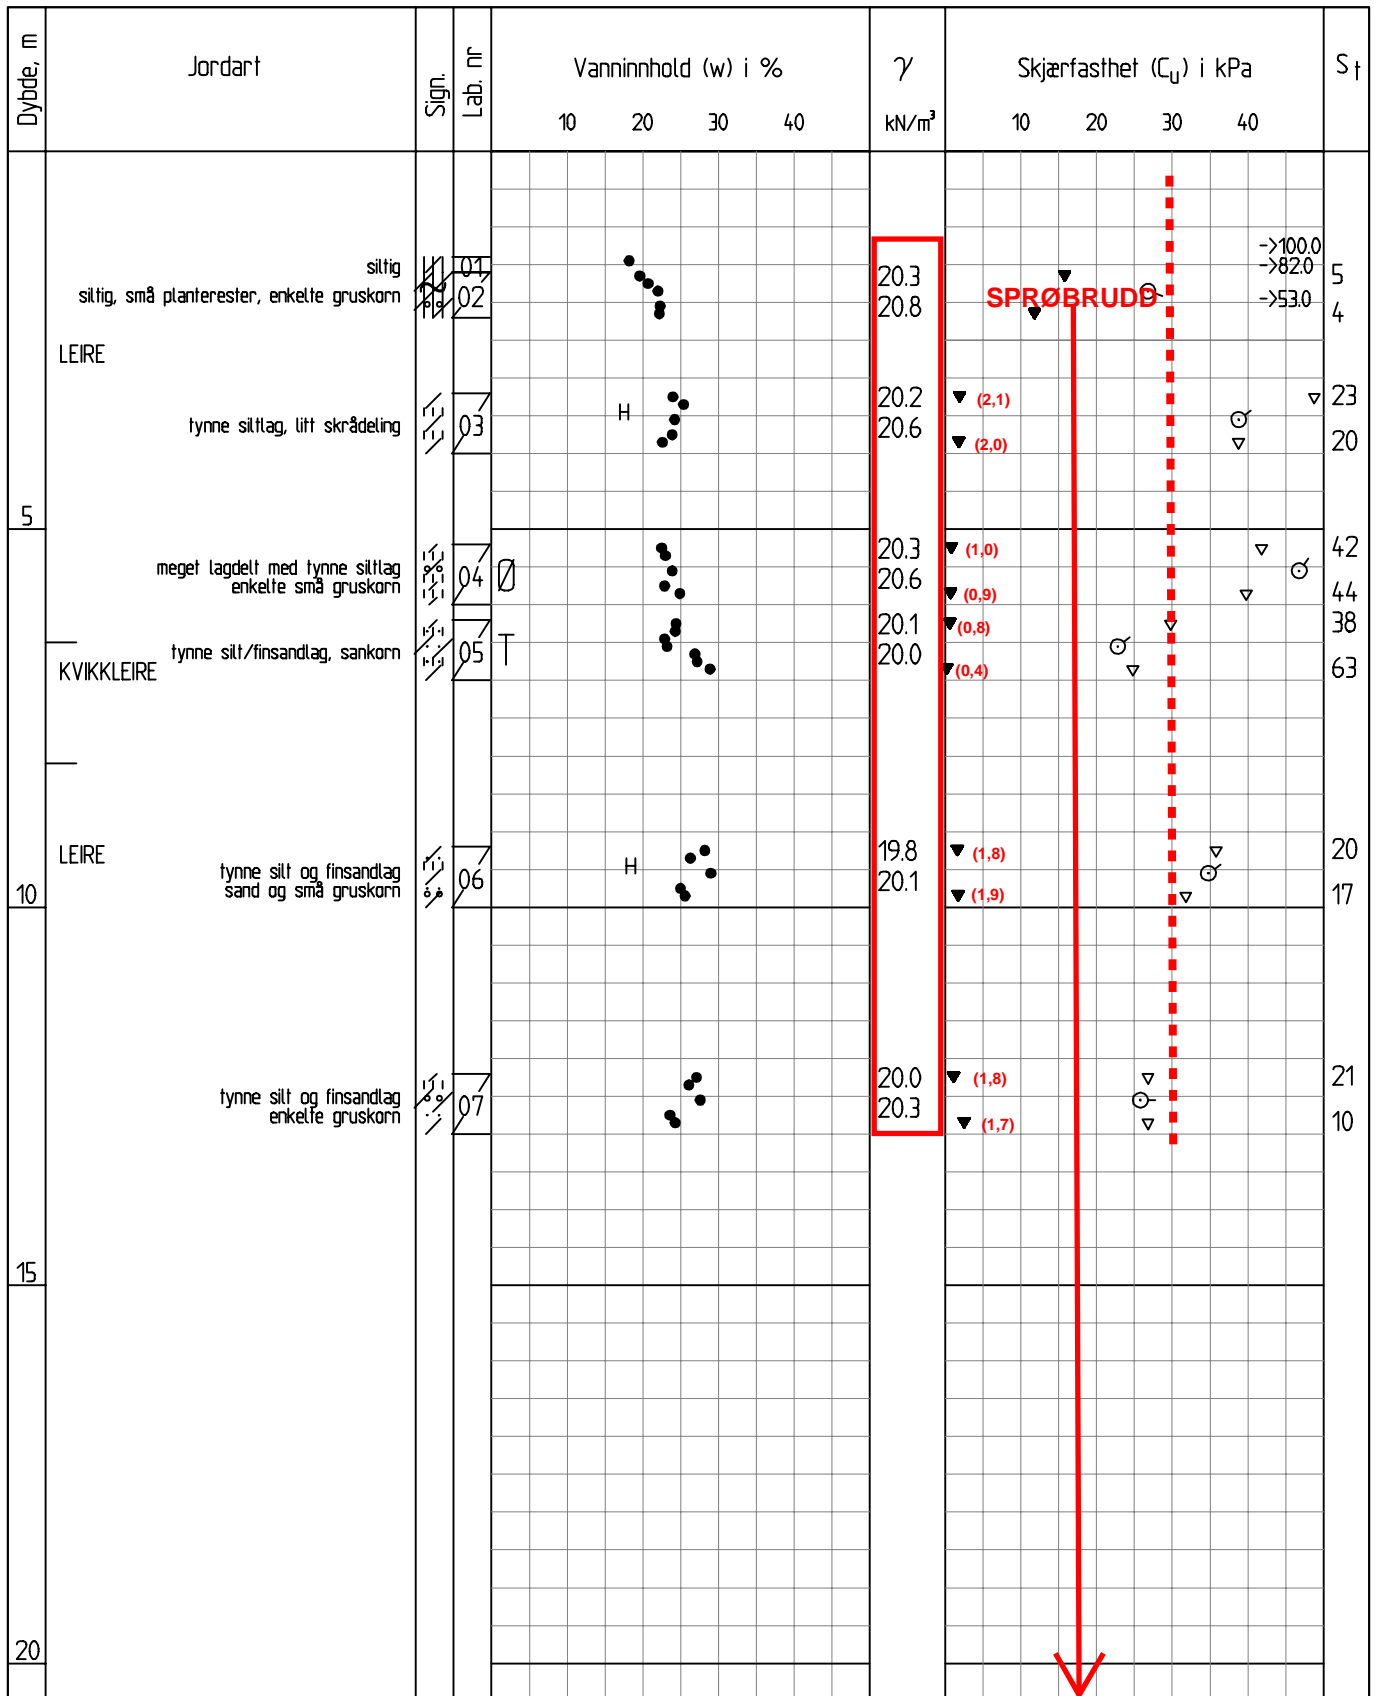 Dybde, m
Jordart
Sign.
Lab. nr
Vanninnhold (w) i %
10 20 30 40
γ
kN/m³
Skjærfasthet (Cu) i kPa
10 20 30 40
St
siltig
01
20.3
->100.0
->82.0
5
siltig, små planterester, enkelte gruskorn
02
20.8
SPRØBRUDD
->53.0
4
LEIRE
tynne siltlag, litt skrådeling
03
H
20.2
20.6
(2,1)
(2,0)
23
20
5
meget lagdelt med tynne siltlag
enkelte små gruskorn
04
Ø
20.3
20.6
(1,0)
(0,9)
42
44
tynne silt/finsandlag, sankorn
05
T
20.1
20.0
(0,8)
(0,4)
38
63
KVIKKLEIRE
LEIRE
tynne silt og finsandlag
sand og små gruskorn
06
H
19.8
20.1
(1,8)
(1,9)
20
17
10
tynne silt og finsandlag
enkelte gruskorn
07
20.0
20.3
(1,8)
(1,7)
21
10
15
20